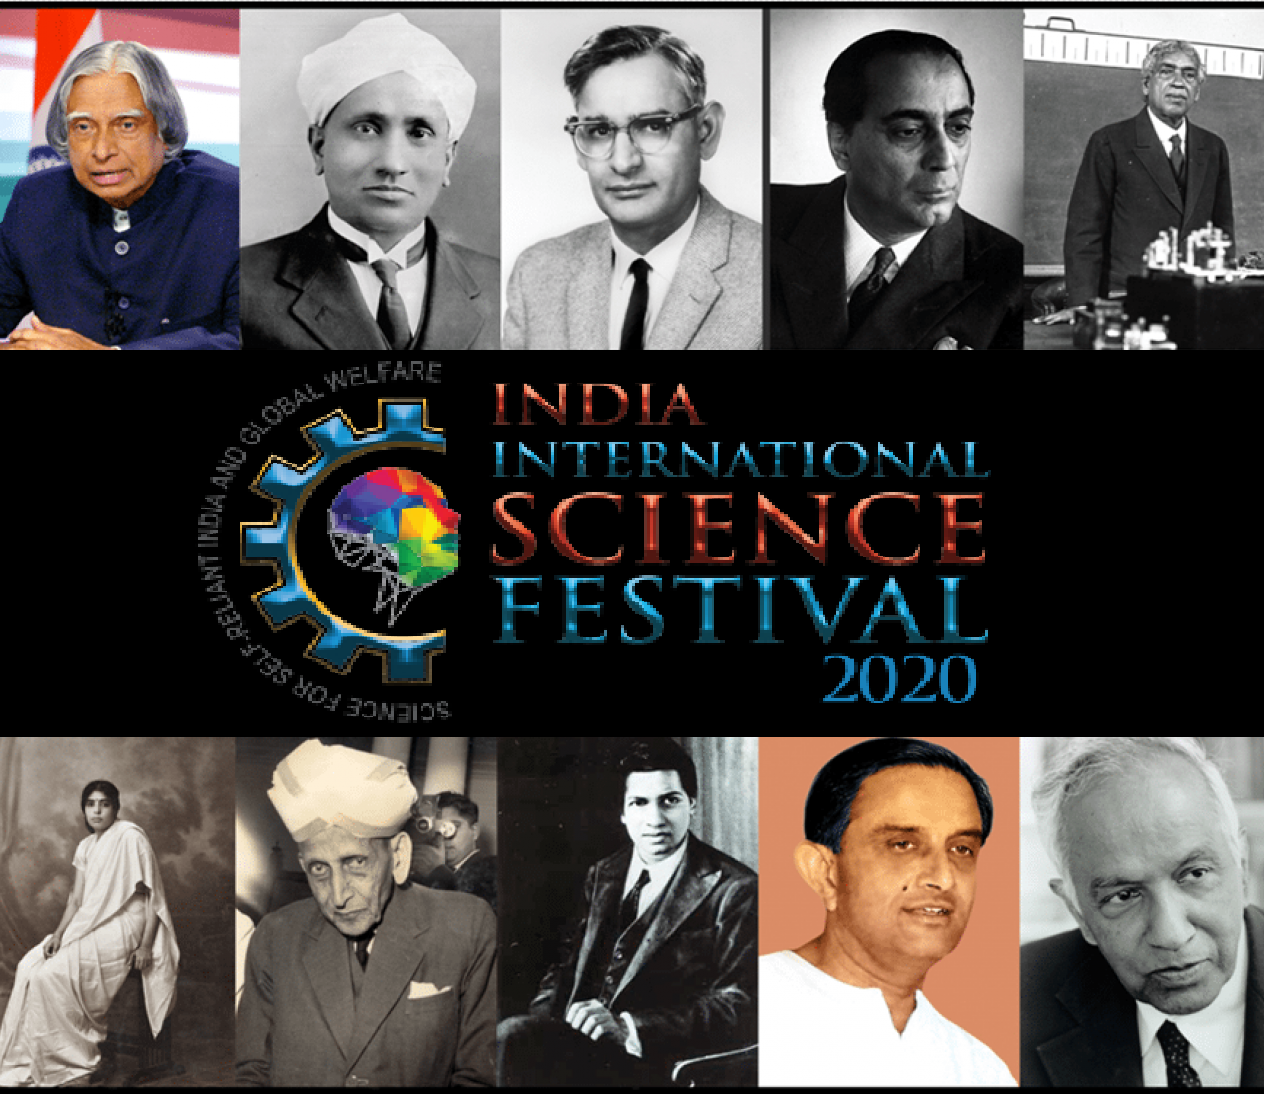 SCIENCE FOR SELF-RELIANT INDIA AND GLOBAL WELFARE
INDIA
INTERNATIONAL
SCIENCE
FESTIVAL
2020